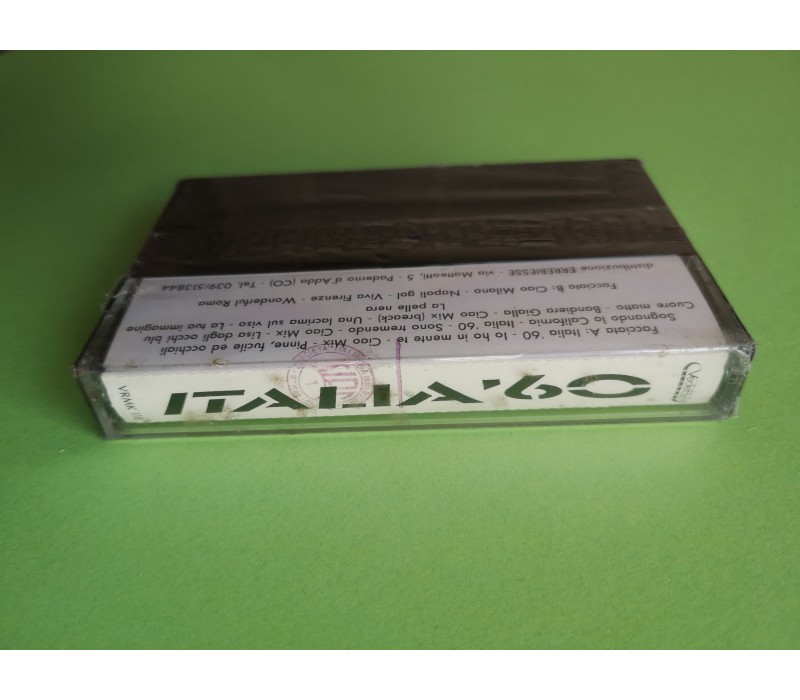 ITALIA '60
VRMK
Facciata A: Italia '60 - Io ho in mente te - Ciao Mix - Pinne, fucile ed occhiali
Sognando la California - Italia '60 - Sono tremendo - Ciao Mix - Lisa dagli occhi blu
Cuore matto - Bandiera Gialla - Ciao Mix (breack) - Una lacrima sul viso - La tua immagine
La pelle nera
Facciata B: Ciao Milano - Napoli gol - Viva Firenze - Wonderful Roma
distribuzione ERREBIESSE - via Matteotti, 5 - Paderno d'Adda (CO) - Tel. 039/513844